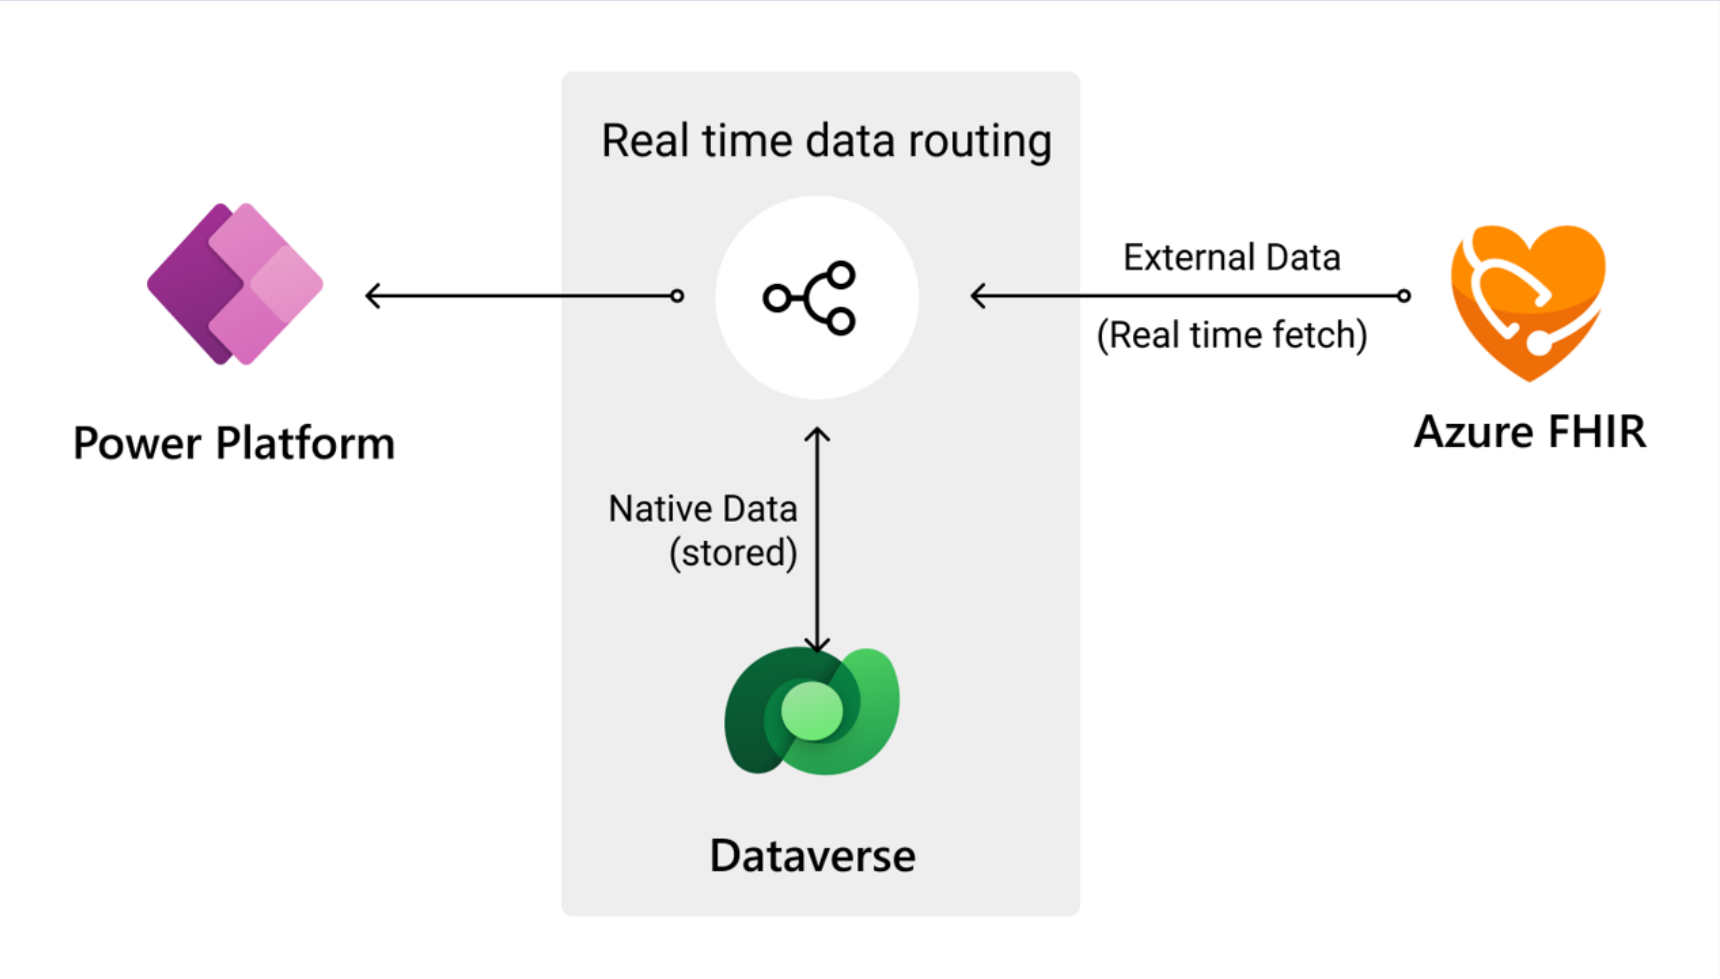 Real time data routing
External Data
(Real time fetch)
Power Platform
Azure FHIR
Native Data
(stored)
Dataverse